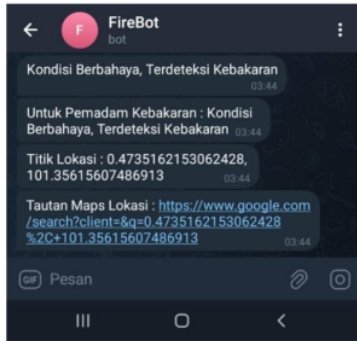 FireBot
bot
Kondisi Berbahaya, Terdeteksi Kebakaran
03:44
Untuk Pemadam Kebakaran : Kondisi
Berbahaya, Terdeteksi Kebakaran 03:44
Titik Lokasi : 0.4735162153062428,
101.35615607486913
03:44
Tautan Maps Lokasi : https://www.google.com
/search?client=&q=0.4735162153062428
%2C+101.35615607486913
03:44
GIF Pesan